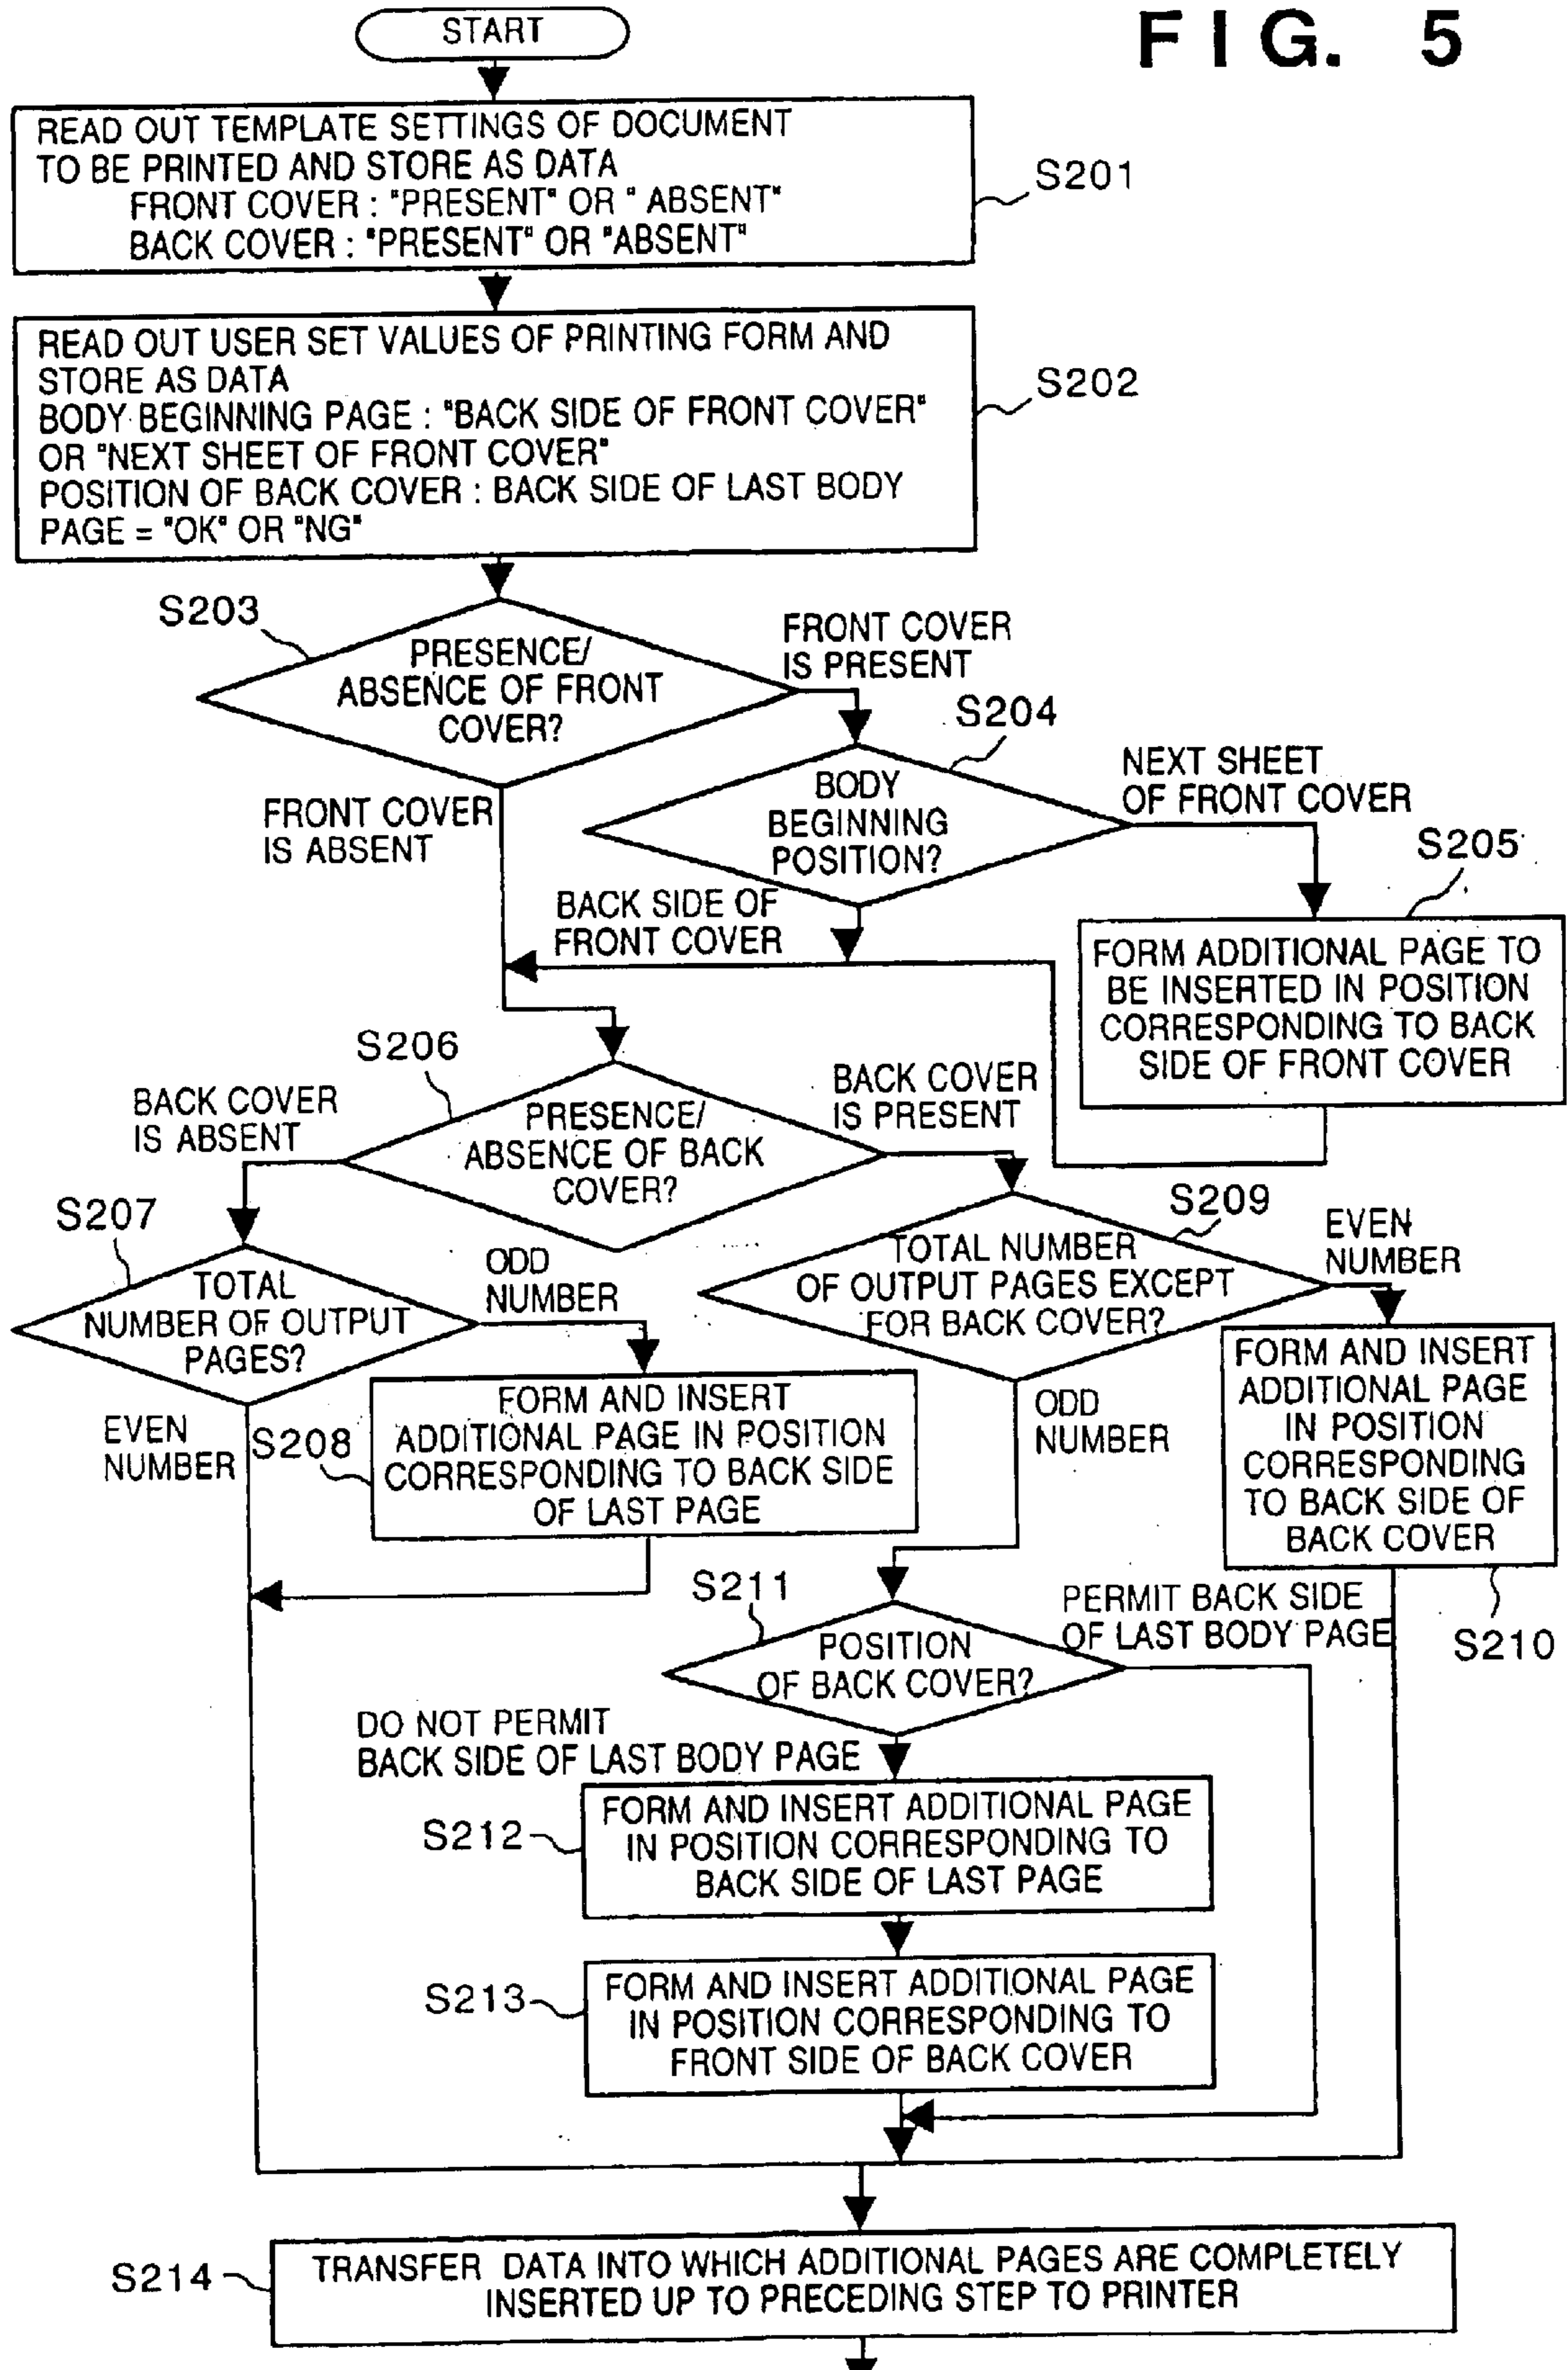 START
FIG. 5
READ OUT TEMPLATE SETTINGS OF DOCUMENT
TO BE PRINTED AND STORE AS DATA
FRONT COVER : "PRESENT" OR " ABSENT"
BACK COVER : "PRESENT" OR "ABSENT"
S201
READ OUT USER SET VALUES OF PRINTING FORM AND
STORE AS DATA
BODY BEGINNING PAGE : "BACK SIDE OF FRONT COVER"
OR "NEXT SHEET OF FRONT COVER"
POSITION OF BACK COVER : BACK SIDE OF LAST BODY
PAGE = "OK" OR "NG"
S202
S203
PRESENCE/
ABSENCE OF FRONT
COVER?
FRONT COVER
IS PRESENT
FRONT COVER
IS ABSENT
S204
BODY
BEGINNING
POSITION?
NEXT SHEET
OF FRONT COVER
BACK SIDE OF
FRONT COVER
S205
FORM ADDITIONAL PAGE TO
BE INSERTED IN POSITION
CORRESPONDING TO BACK
SIDE OF FRONT COVER
S206
PRESENCE/
ABSENCE OF BACK
COVER?
BACK COVER
IS ABSENT
BACK COVER
IS PRESENT
S207
TOTAL
NUMBER OF OUTPUT
PAGES?
ODD
NUMBER
EVEN
NUMBER
S208
FORM AND INSERT
ADDITIONAL PAGE IN POSITION
CORRESPONDING TO BACK SIDE
OF LAST PAGE
S209
TOTAL NUMBER
OF OUTPUT PAGES EXCEPT
FOR BACK COVER?
EVEN
NUMBER
ODD
NUMBER
FORM AND INSERT
ADDITIONAL PAGE
IN POSITION
CORRESPONDING
TO BACK SIDE OF
BACK COVER
S210
S211
POSITION
OF BACK COVER?
PERMIT BACK SIDE
OF LAST BODY PAGE
DO NOT PERMIT
BACK SIDE OF LAST BODY PAGE
S212
FORM AND INSERT ADDITIONAL PAGE
IN POSITION CORRESPONDING TO
BACK SIDE OF LAST PAGE
S213
FORM AND INSERT ADDITIONAL PAGE
IN POSITION CORRESPONDING TO
FRONT SIDE OF BACK COVER
S214
TRANSFER DATA INTO WHICH ADDITIONAL PAGES ARE COMPLETELY
INSERTED UP TO PRECEDING STEP TO PRINTER